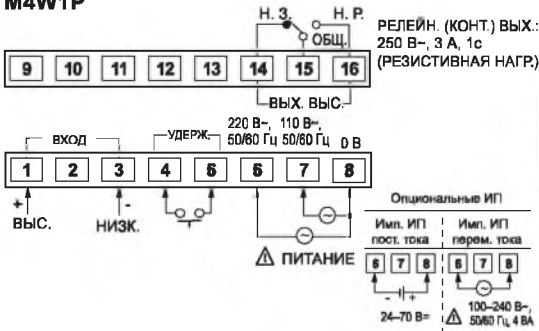 M4W1P
Н. З. Н. Р.
ОБЩ.
РЕЛЕЙН. (КОНТ.) ВЫХ.:
250 В~, 3 А, 1с
(РЕЗИСТИВНАЯ НАГР.)
9 10 11 12 13 14 15 16
ВЫХ. ВЫС.
ВХОД
УДЕРЖ.
220 В~, 110 В~,
50/60 Гц 50/60 Гц 0 В
1 2 3 4 5 6 7 8
+ -
ВЫС. НИЗК.
ПИТАНИЕ
Опциональные ИП
Имп. ИП Имп. ИП
пост. тока перем. тока
6 7 8 6 7 8
- +
24–70 В= 100–240 В~,
50/60 Гц, 4 ВА